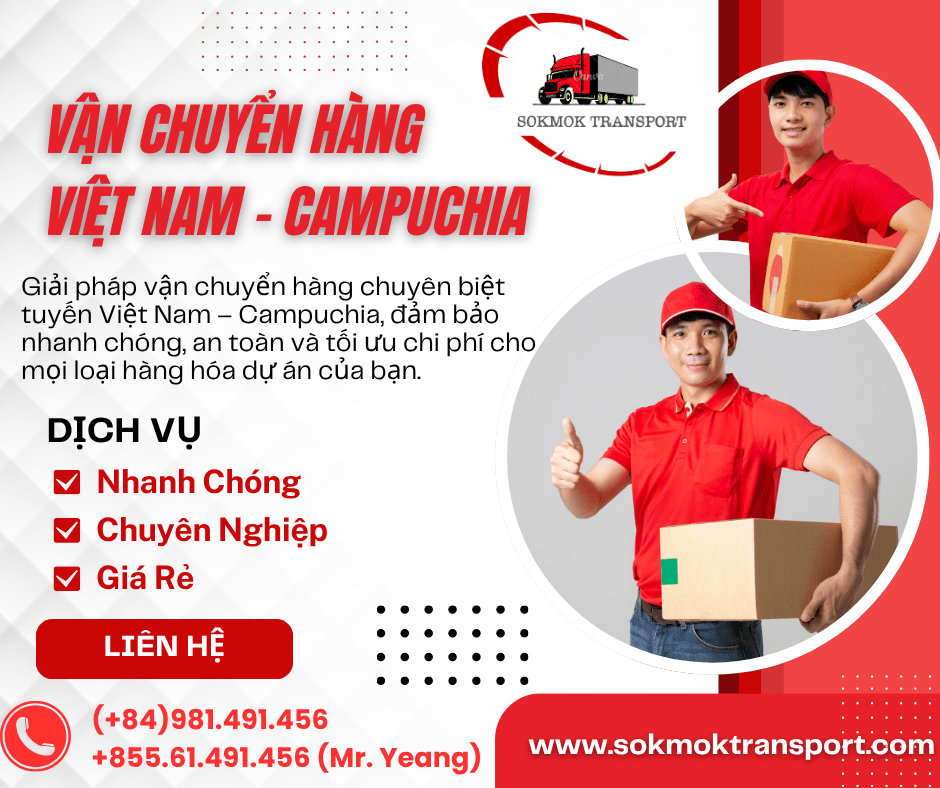 SOKMOK TRANSPORT
VẬN CHUYỂN HÀNG
VIỆT NAM - CAMPUCHIA
Giải pháp vận chuyển hàng chuyên biệt
tuyến Việt Nam – Campuchia, đảm bảo
nhanh chóng, an toàn và tối ưu chi phí cho
mọi loại hàng hóa dự án của bạn.
DỊCH VỤ
Nhanh Chóng
Chuyên Nghiệp
Giá Rẻ
LIÊN HỆ
(+84)981.491.456
+855.61.491.456 (Mr. Yeang)
www.sokmoktransport.com
Canva